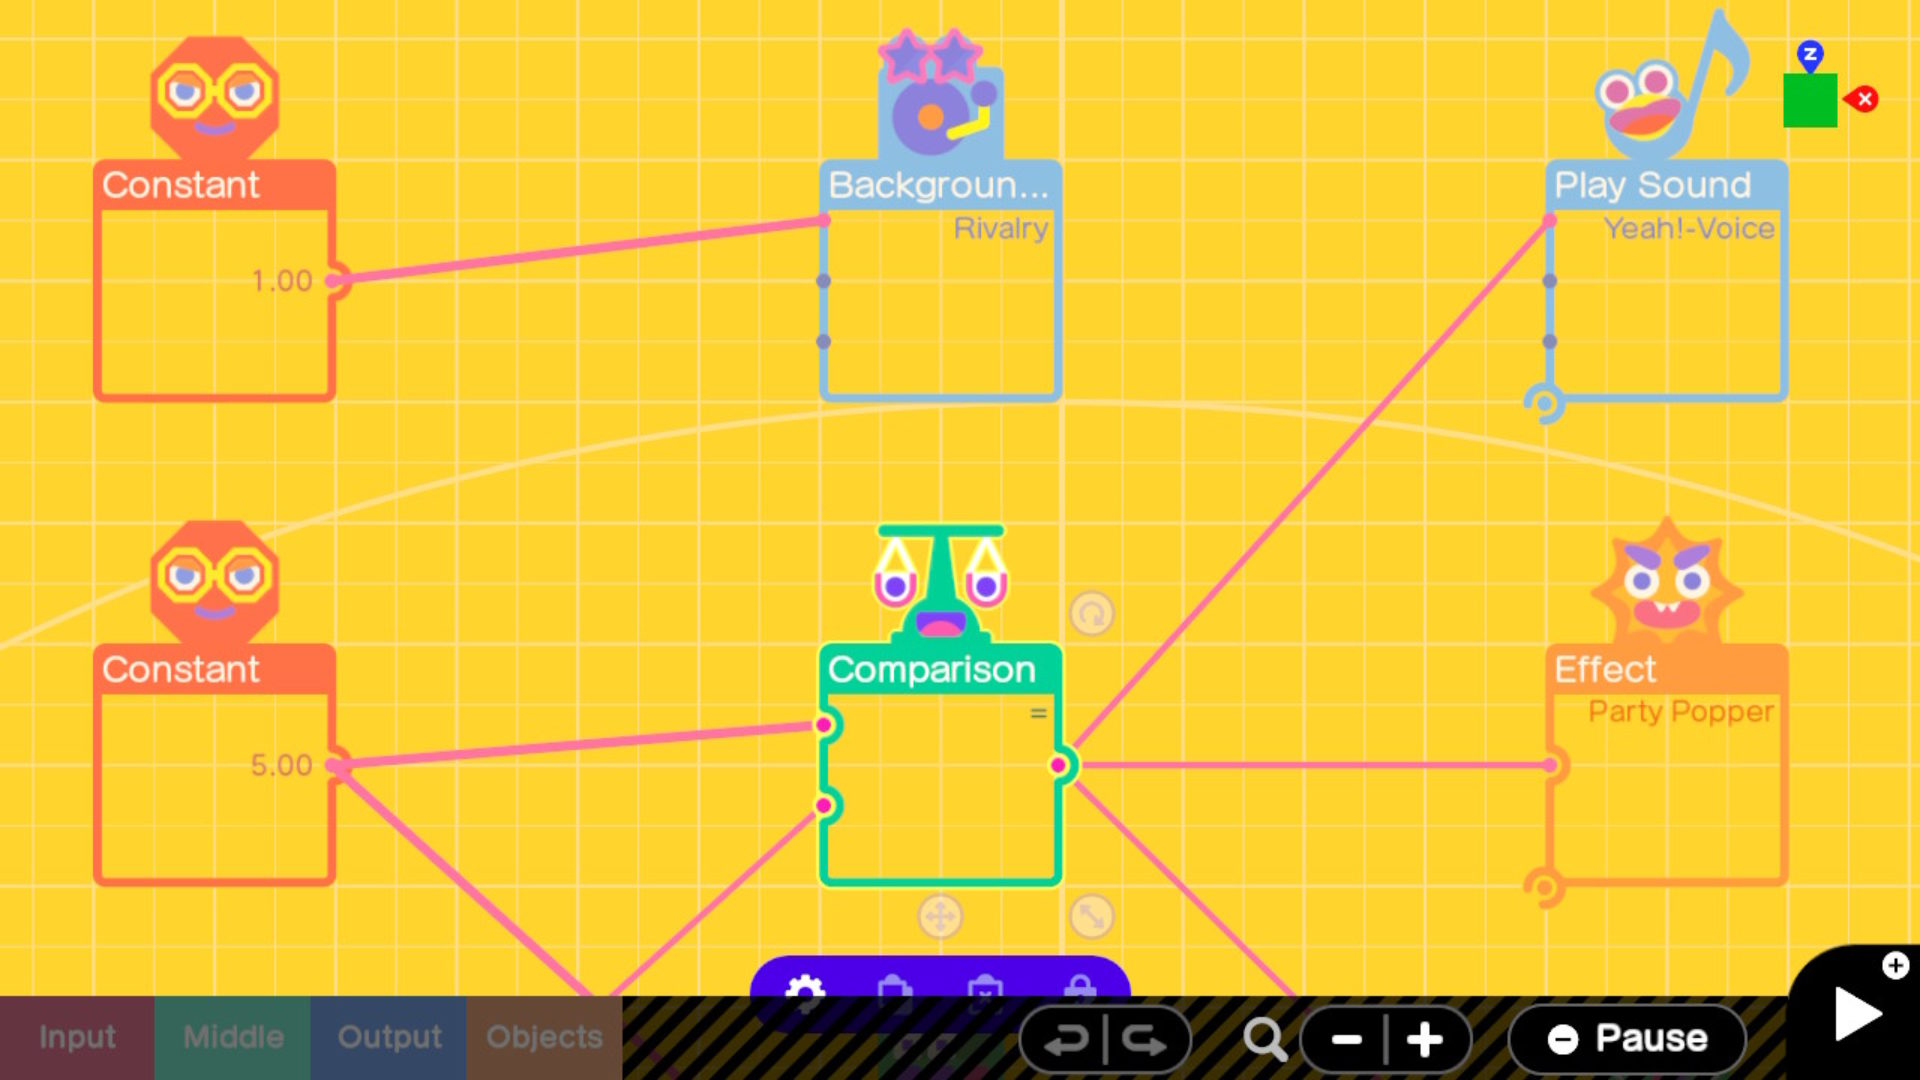 Z
X
Constant
1.00
Backgroun...
Rivalry
Play Sound
Yeah!-Voice
Constant
5.00
Comparison
=
Effect
Party Popper
Input
Middle
Output
Objects
Pause